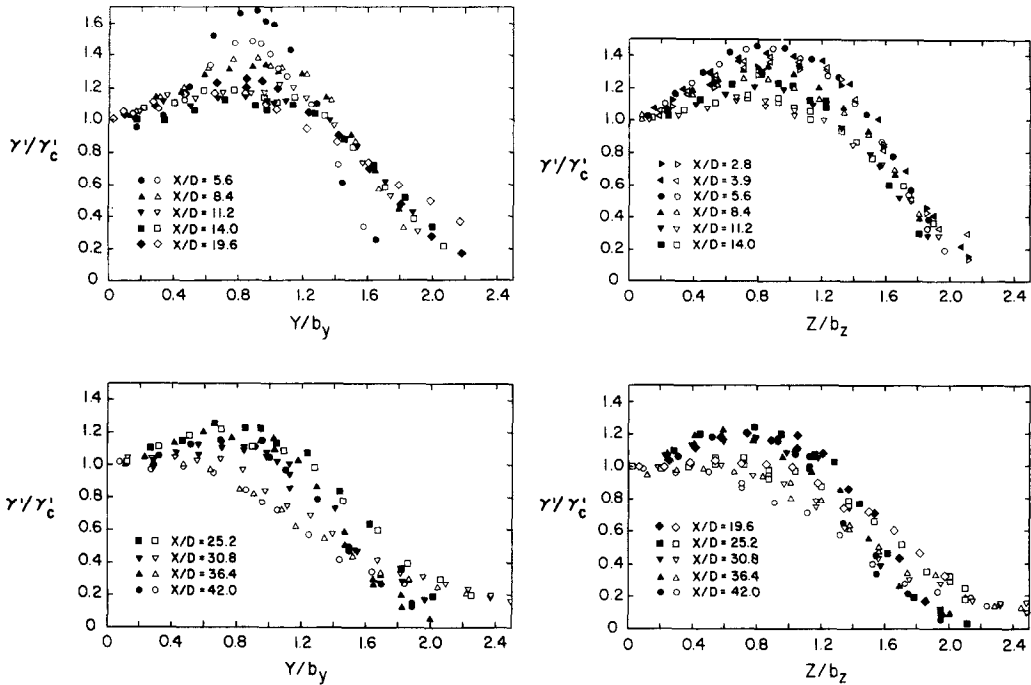 1.6
1.4
1.2
1.0
0.8
0.6
0.4
0.2
0
γ'/γ'c
X/D = 5.6
X/D = 8.4
X/D = 11.2
X/D = 14.0
X/D = 19.6
0 0.4 0.8 1.2 1.6 2.0 2.4
Y/by
1.4
1.2
1.0
0.8
0.6
0.4
0.2
0
γ'/γ'c
X/D = 2.8
X/D = 3.9
X/D = 5.6
X/D = 8.4
X/D = 11.2
X/D = 14.0
0 0.4 0.8 1.2 1.6 2.0 2.4
Z/bz
1.4
1.2
1.0
0.8
0.6
0.4
0.2
0
γ'/γ'c
X/D = 25.2
X/D = 30.8
X/D = 36.4
X/D = 42.0
0 0.4 0.8 1.2 1.6 2.0 2.4
Y/by
1.4
1.2
1.0
0.8
0.6
0.4
0.2
0
γ'/γ'c
X/D = 19.6
X/D = 25.2
X/D = 30.8
X/D = 36.4
X/D = 42.0
0 0.4 0.8 1.2 1.6 2.0 2.4
Z/bz